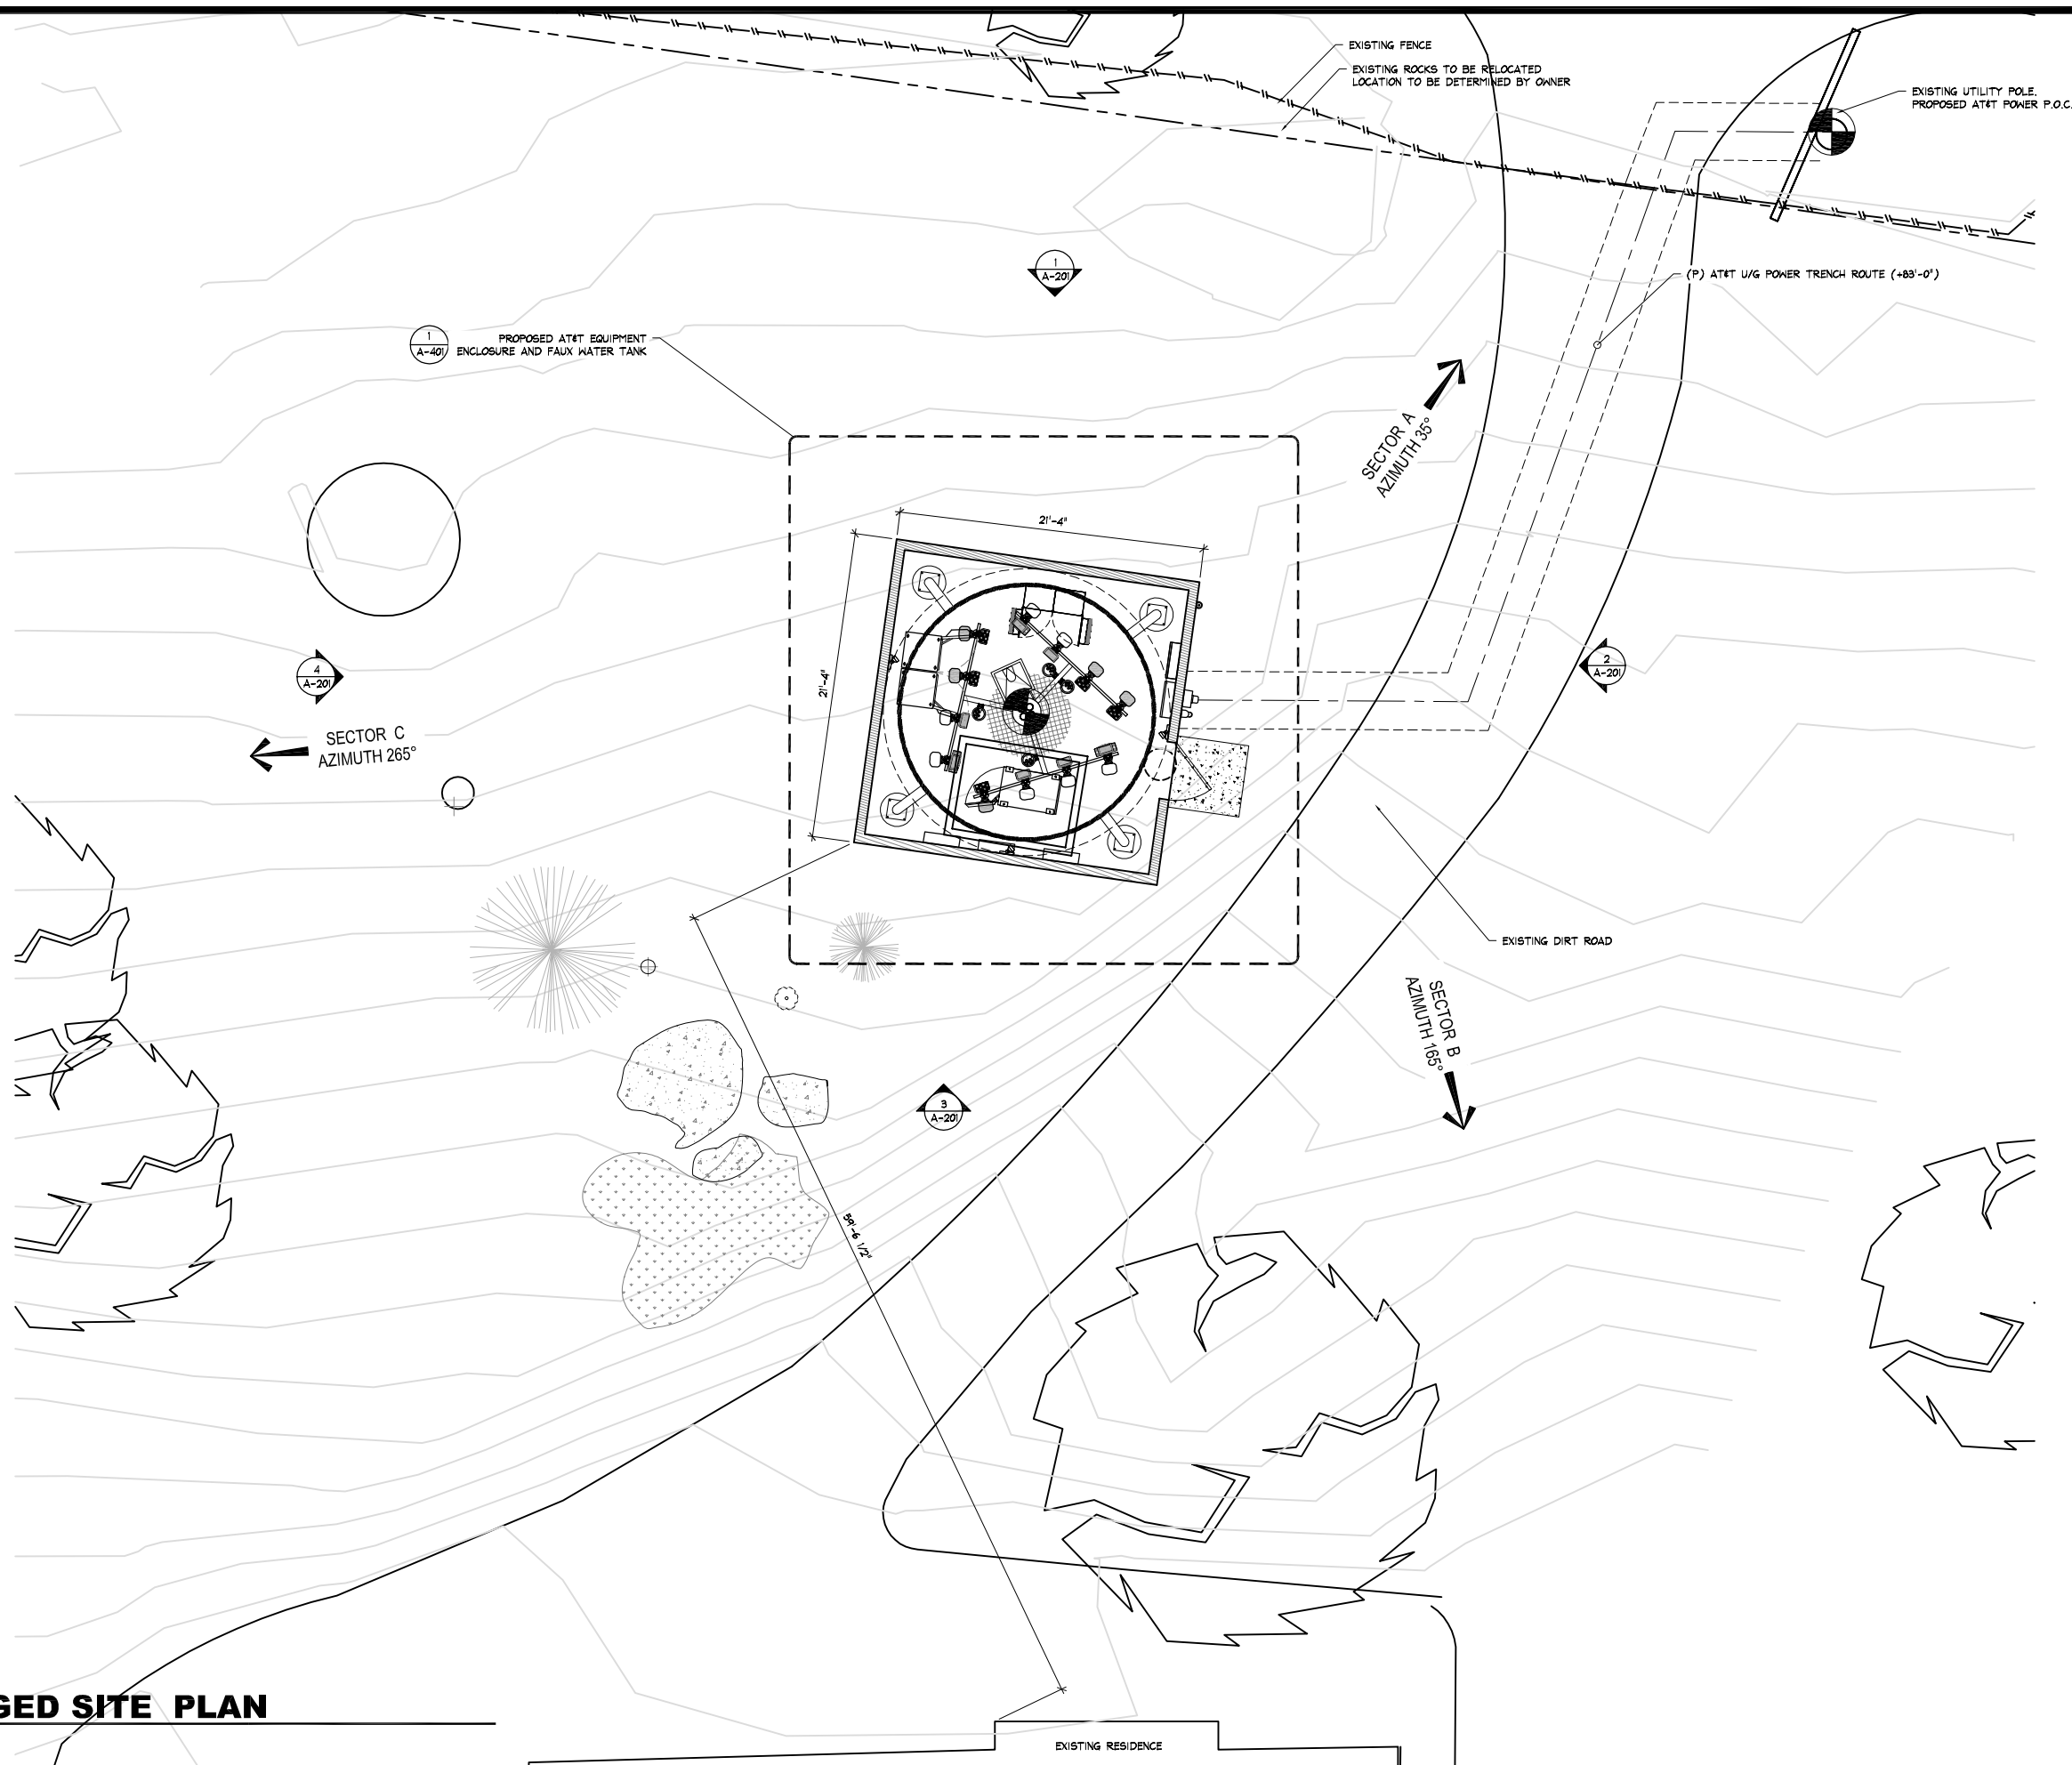 EXISTING FENCE
EXISTING ROCKS TO BE RELOCATED
LOCATION TO BE DETERMINED BY OWNER
EXISTING UTILITY POLE.
PROPOSED AT&T POWER P.O.C.
1
A-201
(P) AT&T U/G POWER TRENCH ROUTE (+83'-0")
1
A-401
PROPOSED AT&T EQUIPMENT
ENCLOSURE AND FAUX WATER TANK
SECTOR A
AZIMUTH 35°
21'-4"
21'-4"
4
A-201
2
A-201
SECTOR C
AZIMUTH 265°
EXISTING DIRT ROAD
SECTOR B
AZIMUTH 165°
3
A-201
59'-6 1/2"
GED SITE PLAN
EXISTING RESIDENCE